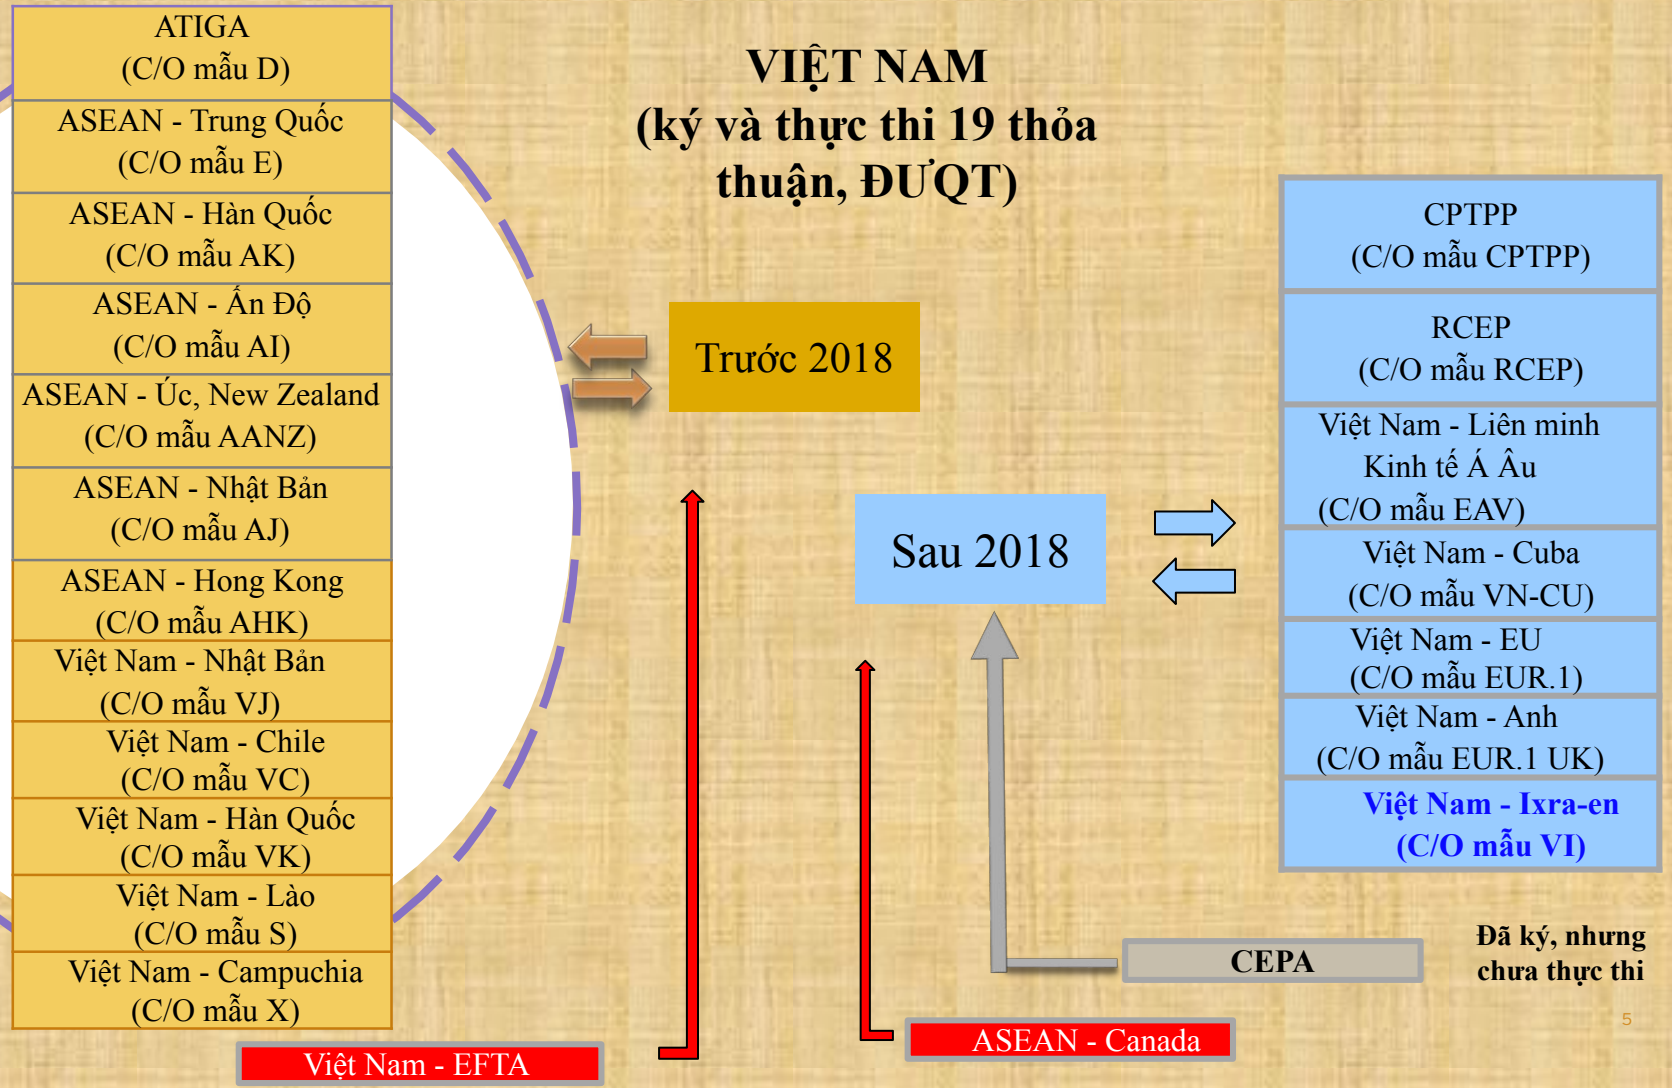 ATIGA
(C/O mẫu D)
ASEAN - Trung Quốc
(C/O mẫu E)
ASEAN - Hàn Quốc
(C/O mẫu AK)
ASEAN - Ấn Độ
(C/O mẫu AI)
ASEAN - Úc, New Zealand
(C/O mẫu AANZ)
ASEAN - Nhật Bản
(C/O mẫu AJ)
ASEAN - Hong Kong
(C/O mẫu AHK)
Việt Nam - Nhật Bản
(C/O mẫu VJ)
Việt Nam - Chile
(C/O mẫu VC)
Việt Nam - Hàn Quốc
(C/O mẫu VK)
Việt Nam - Lào
(C/O mẫu S)
Việt Nam - Campuchia
(C/O mẫu X)
Việt Nam - EFTA
VIỆT NAM
(ký và thực thi 19 thỏa
thuận, ĐƯQT)
Trước 2018
Sau 2018
CPTPP
(C/O mẫu CPTPP)
RCEP
(C/O mẫu RCEP)
Việt Nam - Liên minh
Kinh tế Á Âu
(C/O mẫu EAV)
Việt Nam - Cuba
(C/O mẫu VN-CU)
Việt Nam - EU
(C/O mẫu EUR.1)
Việt Nam - Anh
(C/O mẫu EUR.1 UK)
Việt Nam - Ixra-en
(C/O mẫu VI)
CEPA
Đã ký, nhưng
chưa thực thi
ASEAN - Canada
5